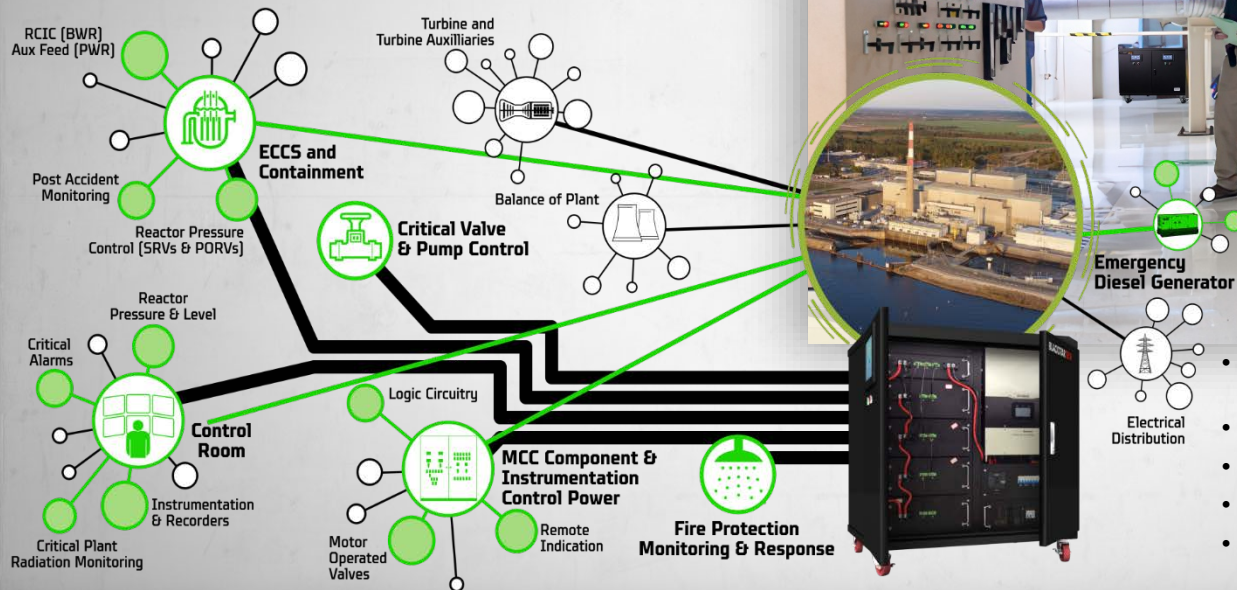 RCIC (BWR)
Aux Feed (PWR)
Turbine and
Turbine Auxilliaries
ECCS and
Containment
Post Accident
Monitoring
Reactor Pressure
Control (SRVs & PORVs)
Critical Valve
& Pump Control
Balance of Plant
Emergency
Diesel Generator
Reactor
Pressure & Level
Critical
Alarms
Control
Room
Instrumentation
& Recorders
Critical Plant
Radiation Monitoring
Logic Circuitry
MCC Component &
Instrumentation
Control Power
Motor
Operated
Valves
Remote
Indication
Fire Protection
Monitoring & Response
Electrical
Distribution